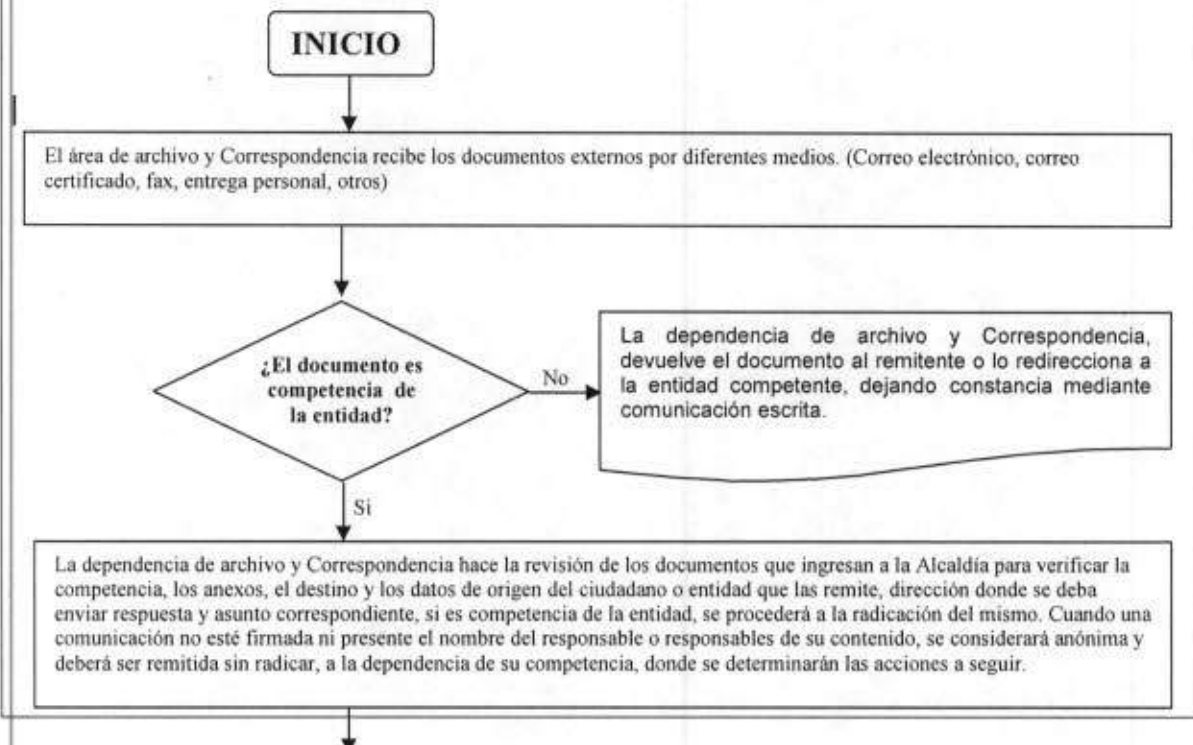 INICIO
El área de archivo y Correspondencia recibe los documentos externos por diferentes medios. (Correo electrónico, correo
certificado, fax, entrega personal, otros)
¿El documento es
competencia de
la entidad?
No
La dependencia de archivo y Correspondencia,
devuelve el documento al remitente o lo redirecciona a
la entidad competente, dejando constancia mediante
comunicación escrita.
Si
La dependencia de archivo y Correspondencia hace la revisión de los documentos que ingresan a la Alcaldía para verificar la
competencia, los anexos, el destino y los datos de origen del ciudadano o entidad que las remite, dirección donde se deba
enviar respuesta y asunto correspondiente, si es competencia de la entidad, se procederá a la radicación del mismo. Cuando una
comunicación no esté firmada ni presente el nombre del responsable o responsables de su contenido, se considerará anónima y
deberá ser remitida sin radicar, a la dependencia de su competencia, donde se determinarán las acciones a seguir.